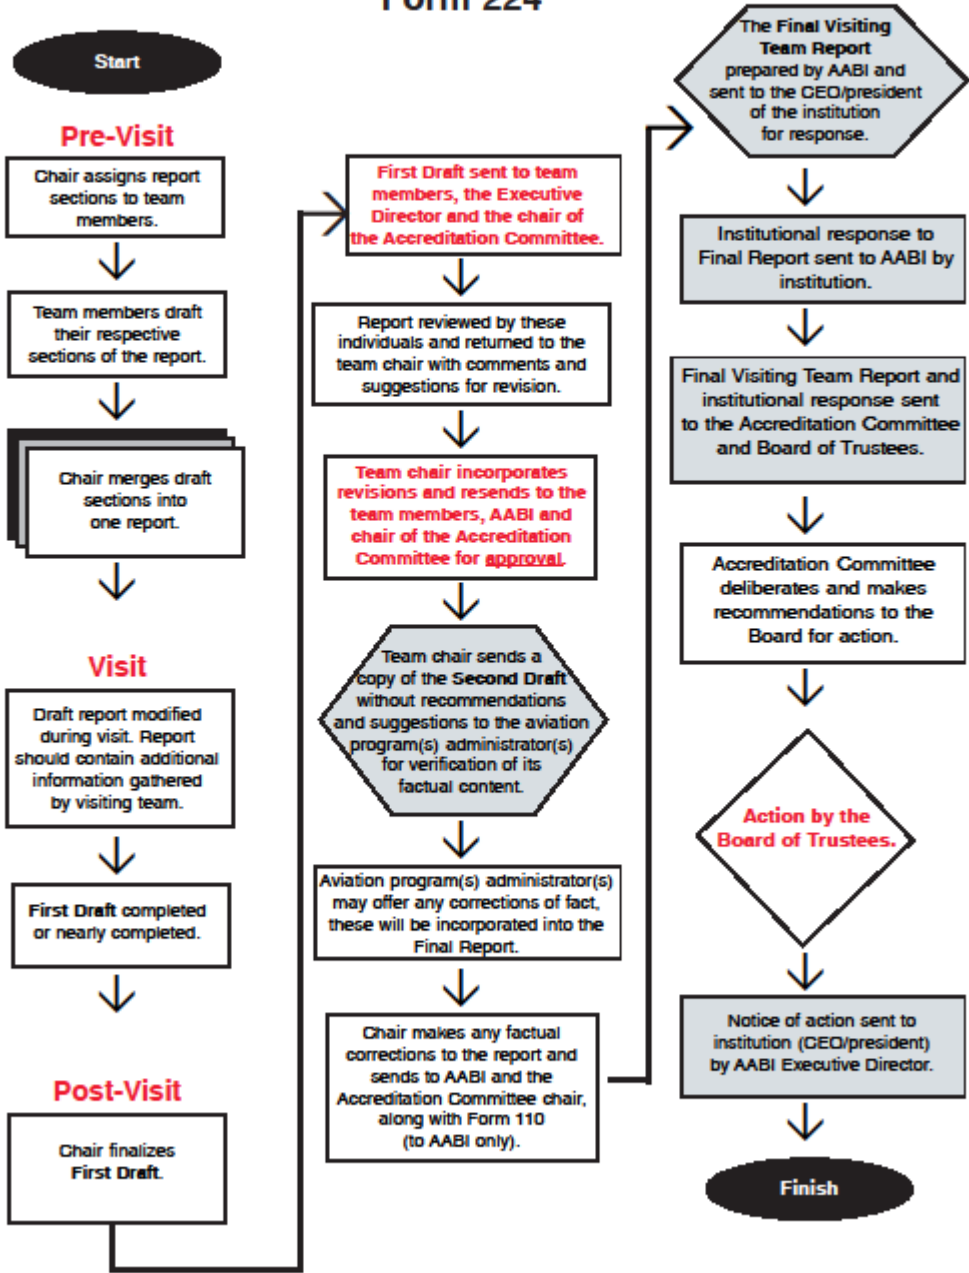 Form 224
Start
Pre-Visit
Chair assigns report
sections to team
members.
Team members draft
their respective
sections of the report.
Chair merges draft
sections into
one report.
Visit
Draft report modified
during visit. Report
should contain additional
information gathered
by visiting team.
First Draft completed
or nearly completed.
Post-Visit
Chair finalizes
First Draft.
First Draft sent to team
members, the Executive
Director and the chair of
the Accreditation Committee.
Report reviewed by these
individuals and returned to the
team chair with comments and
suggestions for revision.
Team chair incorporates
revisions and resends to the
team members, AABI and
chair of the Accreditation
Committee for approval.
Team chair sends a
copy of the Second Draft
without recommendations
and suggestions to the aviation
program(s) administrator(s)
for verification of its
factual content.
Aviation program(s) administrator(s)
may offer any corrections of fact,
these will be incorporated into the
Final Report.
Chair makes any factual
corrections to the report and
sends to AABI and the
Accreditation Committee chair,
along with Form 110
(to AABI only).
The Final Visiting
Team Report
prepared by AABI and
sent to the CEO/president
of the institution
for response.
Institutional response to
Final Report sent to AABI by
institution.
Final Visiting Team Report and
institutional response sent
to the Accreditation Committee
and Board of Trustees.
Accreditation Committee
deliberates and makes
recommendations to the
Board for action.
Action by the
Board of Trustees.
Notice of action sent to
institution (CEO/president)
by AABI Executive Director.
Finish